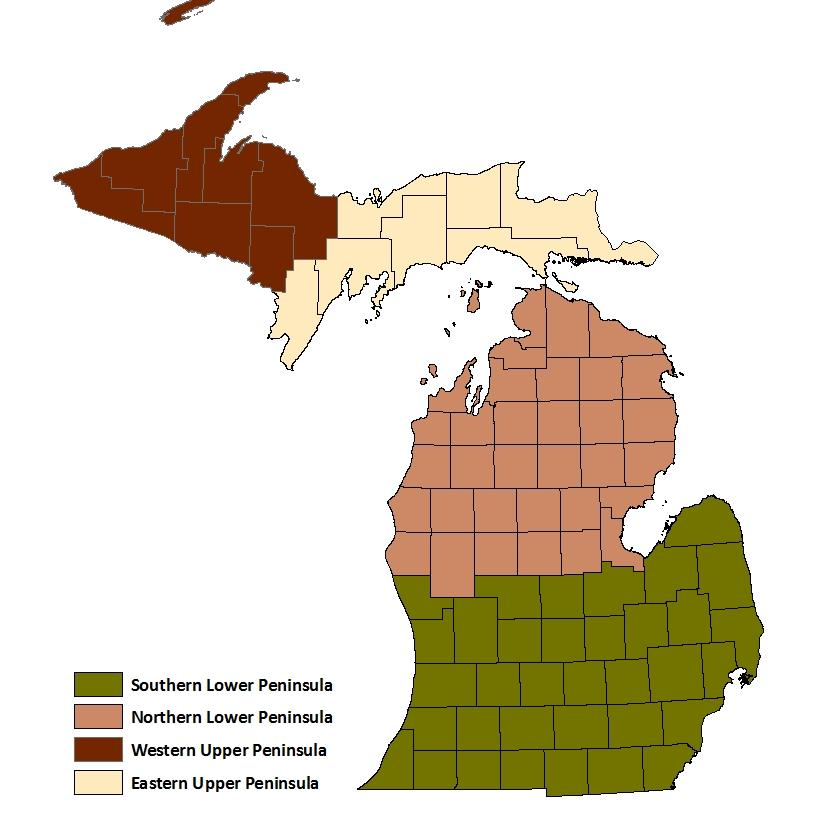 Southern Lower Peninsula
Northern Lower Peninsula
Western Upper Peninsula
Eastern Upper Peninsula